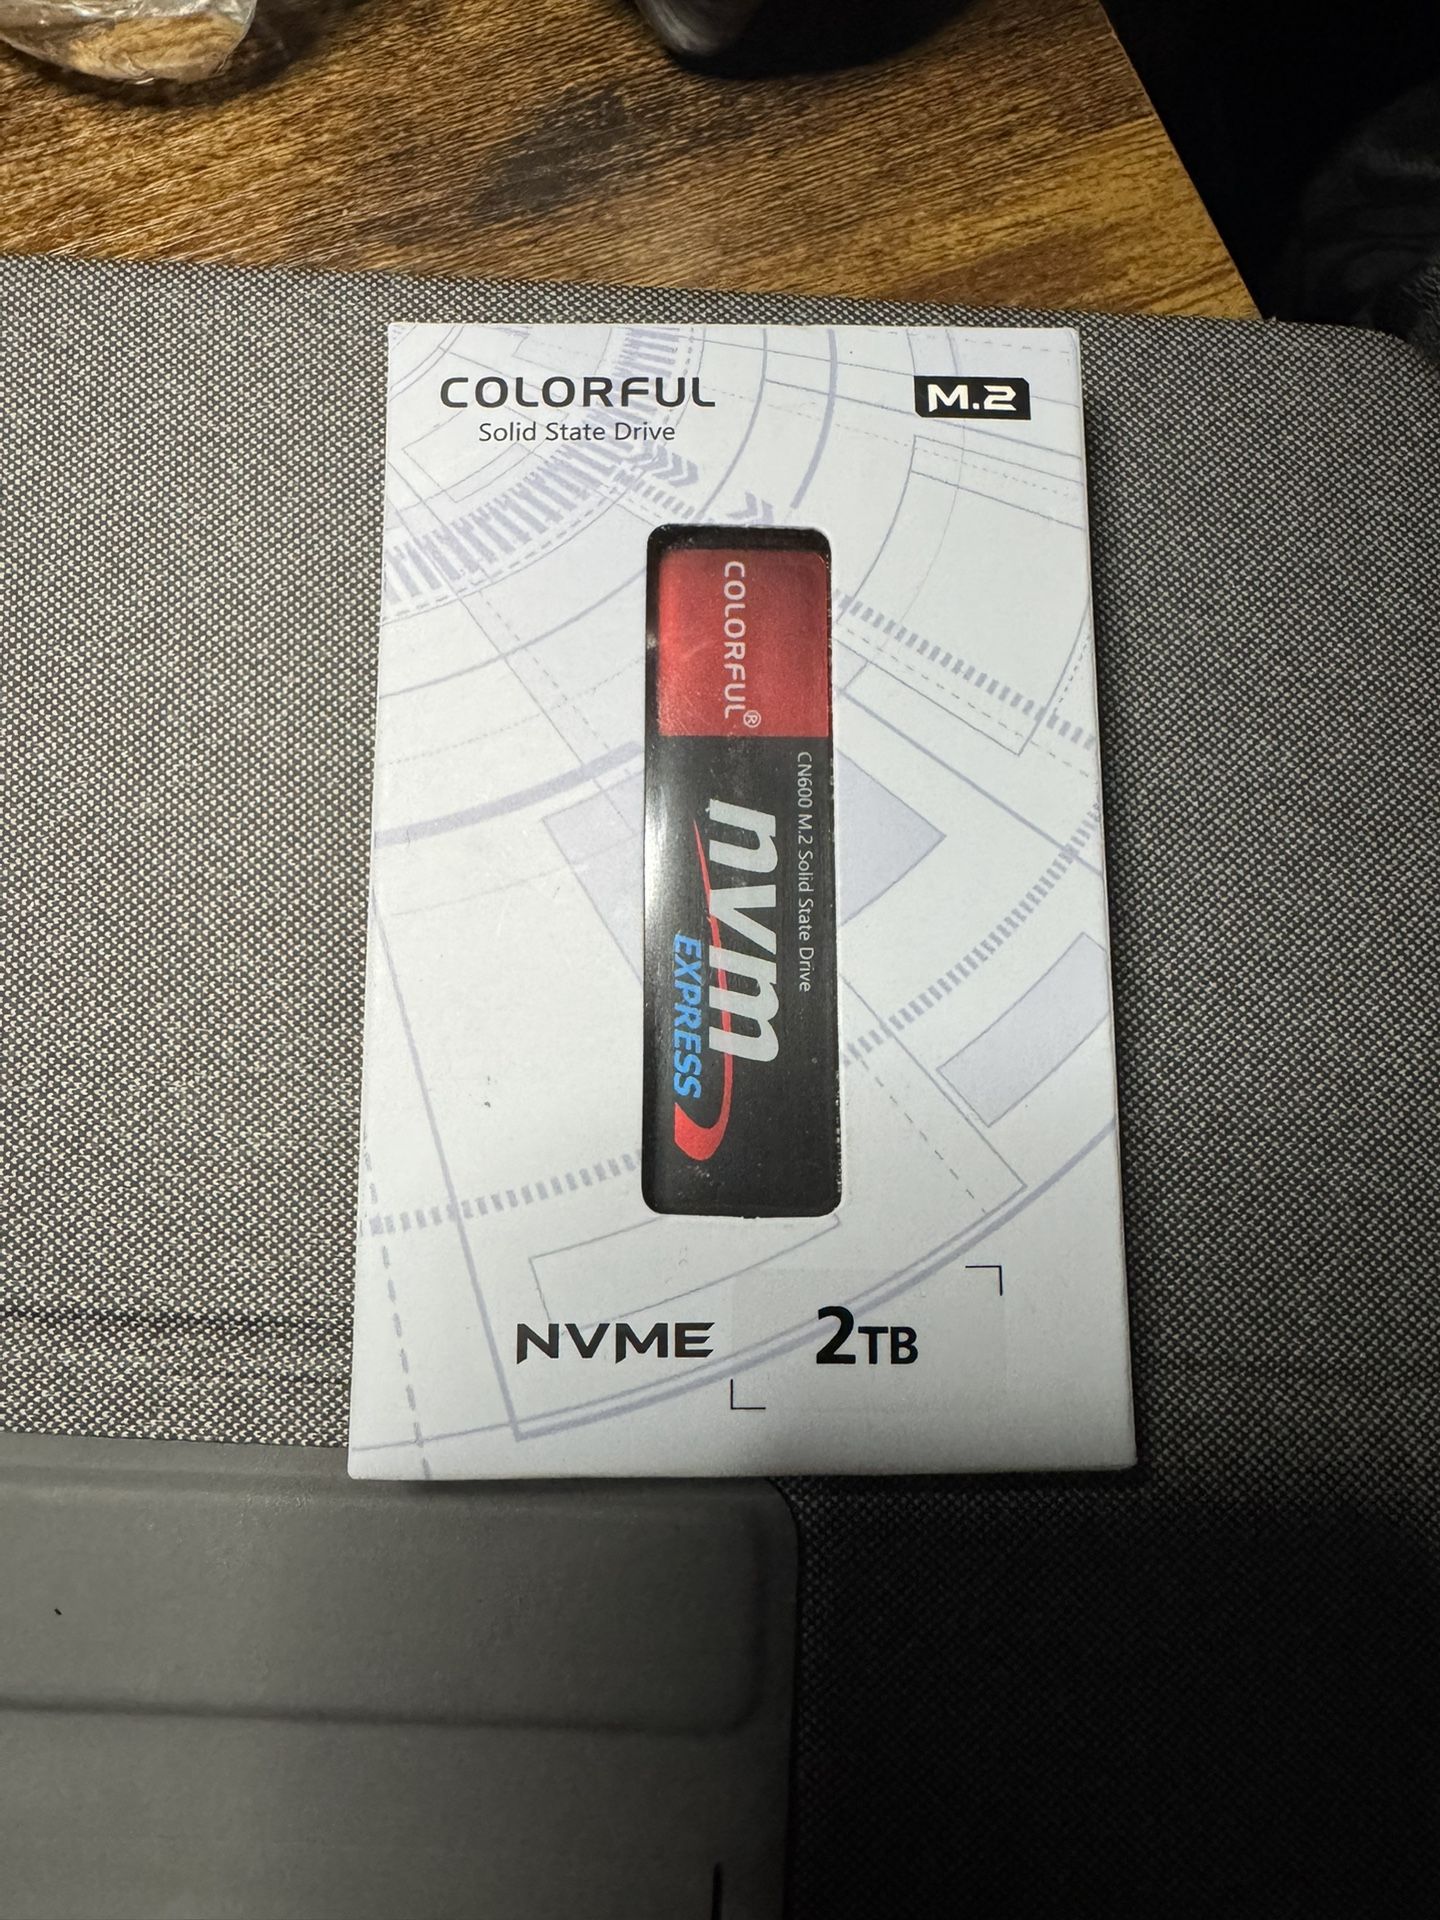 COLORFUL
Solid State Drive
M.2
COLORFUL®
CN600 M.2 Solid State Drive
nvm
EXPRESS
NVME
2TB